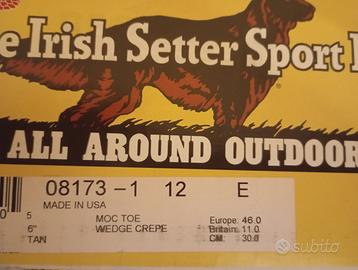 e Irish Setter Sport
ALL AROUND OUTDOOR
08173-1 12 E
MADE IN USA
0 5 MOC TOE Europe: 46.0
6" WEDGE CREPE Britain: 11.0
TAN CM: 30.0
subito